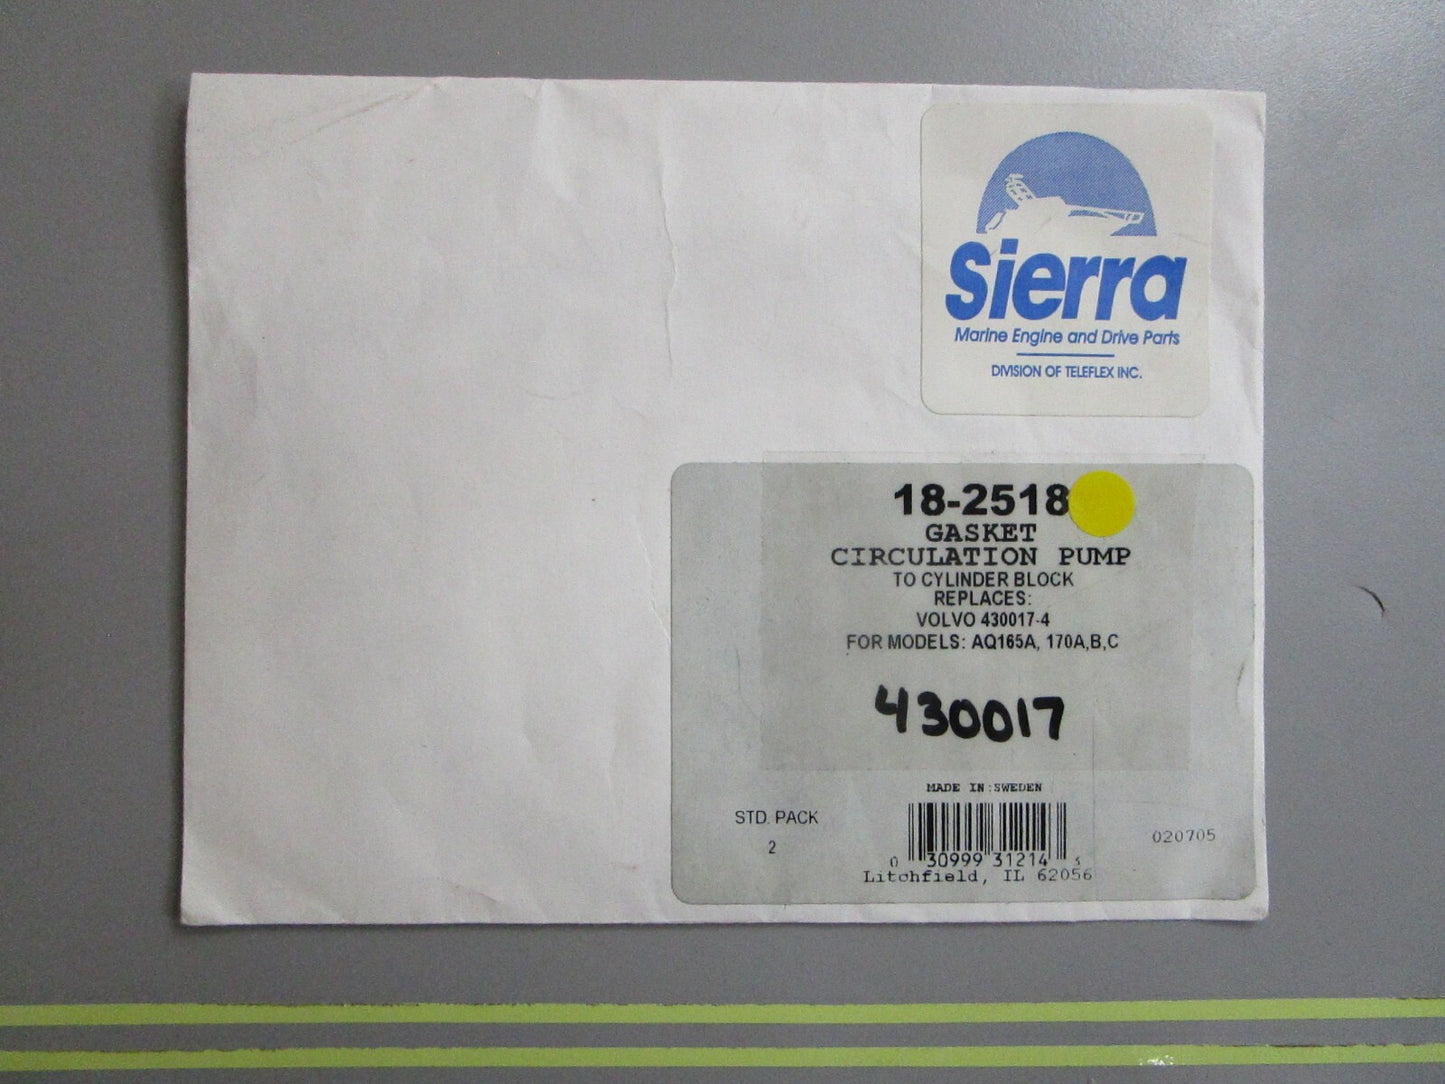 Sierra
Marine Engine and Drive Parts
DIVISION OF TELEFLEX INC.
18-2518
GASKET
CIRCULATION PUMP
TO CYLINDER BLOCK
REPLACES:
VOLVO 430017-4
FOR MODELS: AQ165A, 170A,B,C
430017
MADE IN:SWEDEN
STD. PACK
2
020705
0 30999 31214
Litchfield, IL 62056